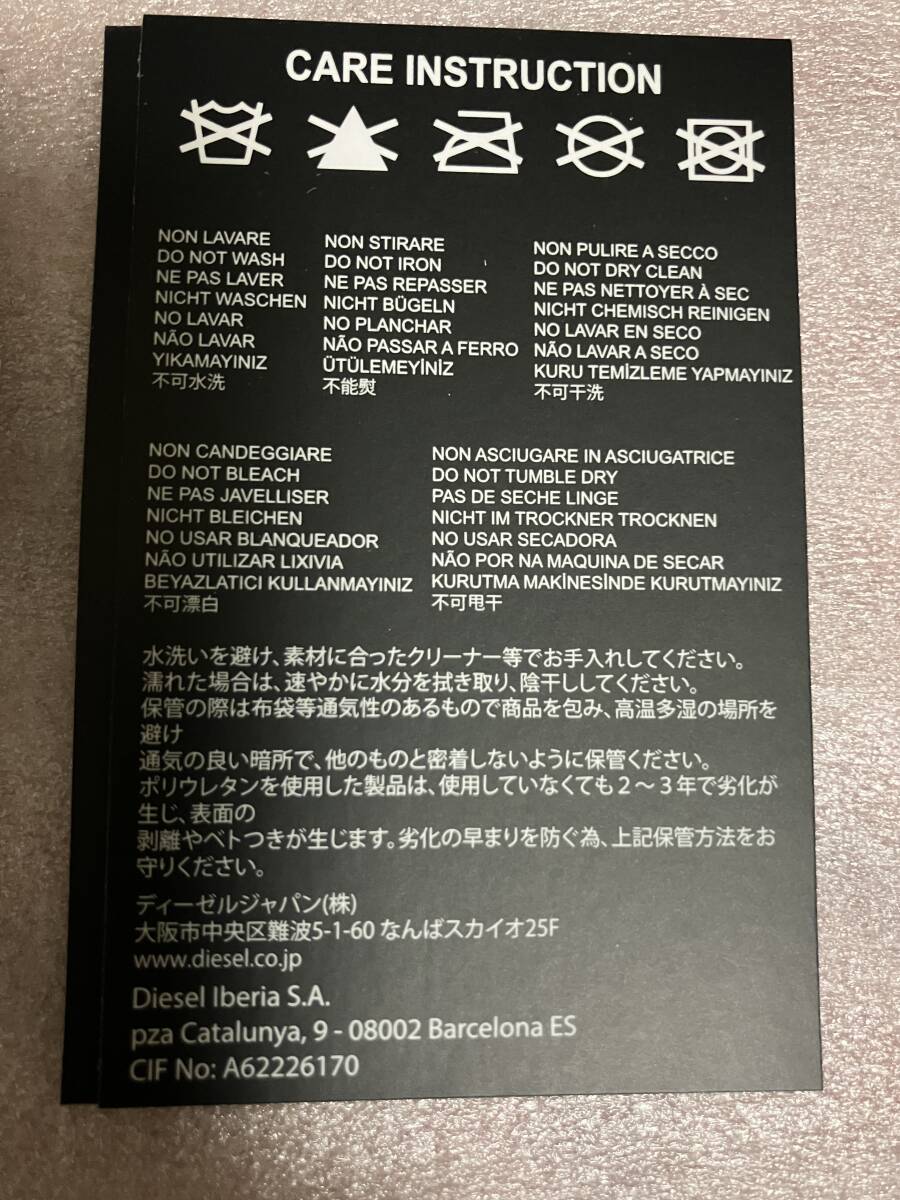 CARE INSTRUCTION
NON LAVARE
DO NOT WASH
NE PAS LAVER
NICHT WASCHEN
NO LAVAR
NÃO LAVAR
YIKAMAYINIZ
不可水洗
NON STIRARE
DO NOT IRON
NE PAS REPASSER
NICHT BÜGELN
NO PLANCHAR
NÃO PASSAR A FERRO
ÜTÜLEMEYİNİZ
不能熨
NON PULIRE A SECCO
DO NOT DRY CLEAN
NE PAS NETTOYER À SEC
NICHT CHEMISCH REINIGEN
NO LAVAR EN SECO
NÃO LAVAR A SECO
KURU TEMİZLEME YAPMAYINIZ
不可干洗
NON CANDEGGIARE
DO NOT BLEACH
NE PAS JAVELLISER
NICHT BLEICHEN
NO USAR BLANQUEADOR
NÃO UTILIZAR LIXIVIA
BEYAZLATICI KULLANMAYINIZ
不可漂白
NON ASCIUGARE IN ASCIUGATRICE
DO NOT TUMBLE DRY
PAS DE SECHE LINGE
NICHT IM TROCKNER TROCKNEN
NO USAR SECADORA
NÃO POR NA MAQUINA DE SECAR
KURUTMA MAKİNESİNDE KURUTMAYINIZ
不可甩干
水洗いを避け、素材に合ったクリーナー等でお手入れしてください。
濡れた場合は、速やかに水分を拭き取り、陰干ししてください。
保管の際は布袋等通気性のあるもので商品を包み、高温多湿の場所を
避け
通気の良い暗所で、他のものと密着しないように保管ください。
ポリウレタンを使用した製品は、使用していなくても２～３年で劣化が
生じ、表面の
剥離やベトつきが生じます。劣化の早まりを防ぐ為、上記保管方法をお
守りください。
ディーゼルジャパン(株)
大阪市中央区難波5-1-60 なんばスカイオ25F
www.diesel.co.jp
Diesel Iberia S.A.
pza Catalunya, 9 - 08002 Barcelona ES
CIF No: A62226170